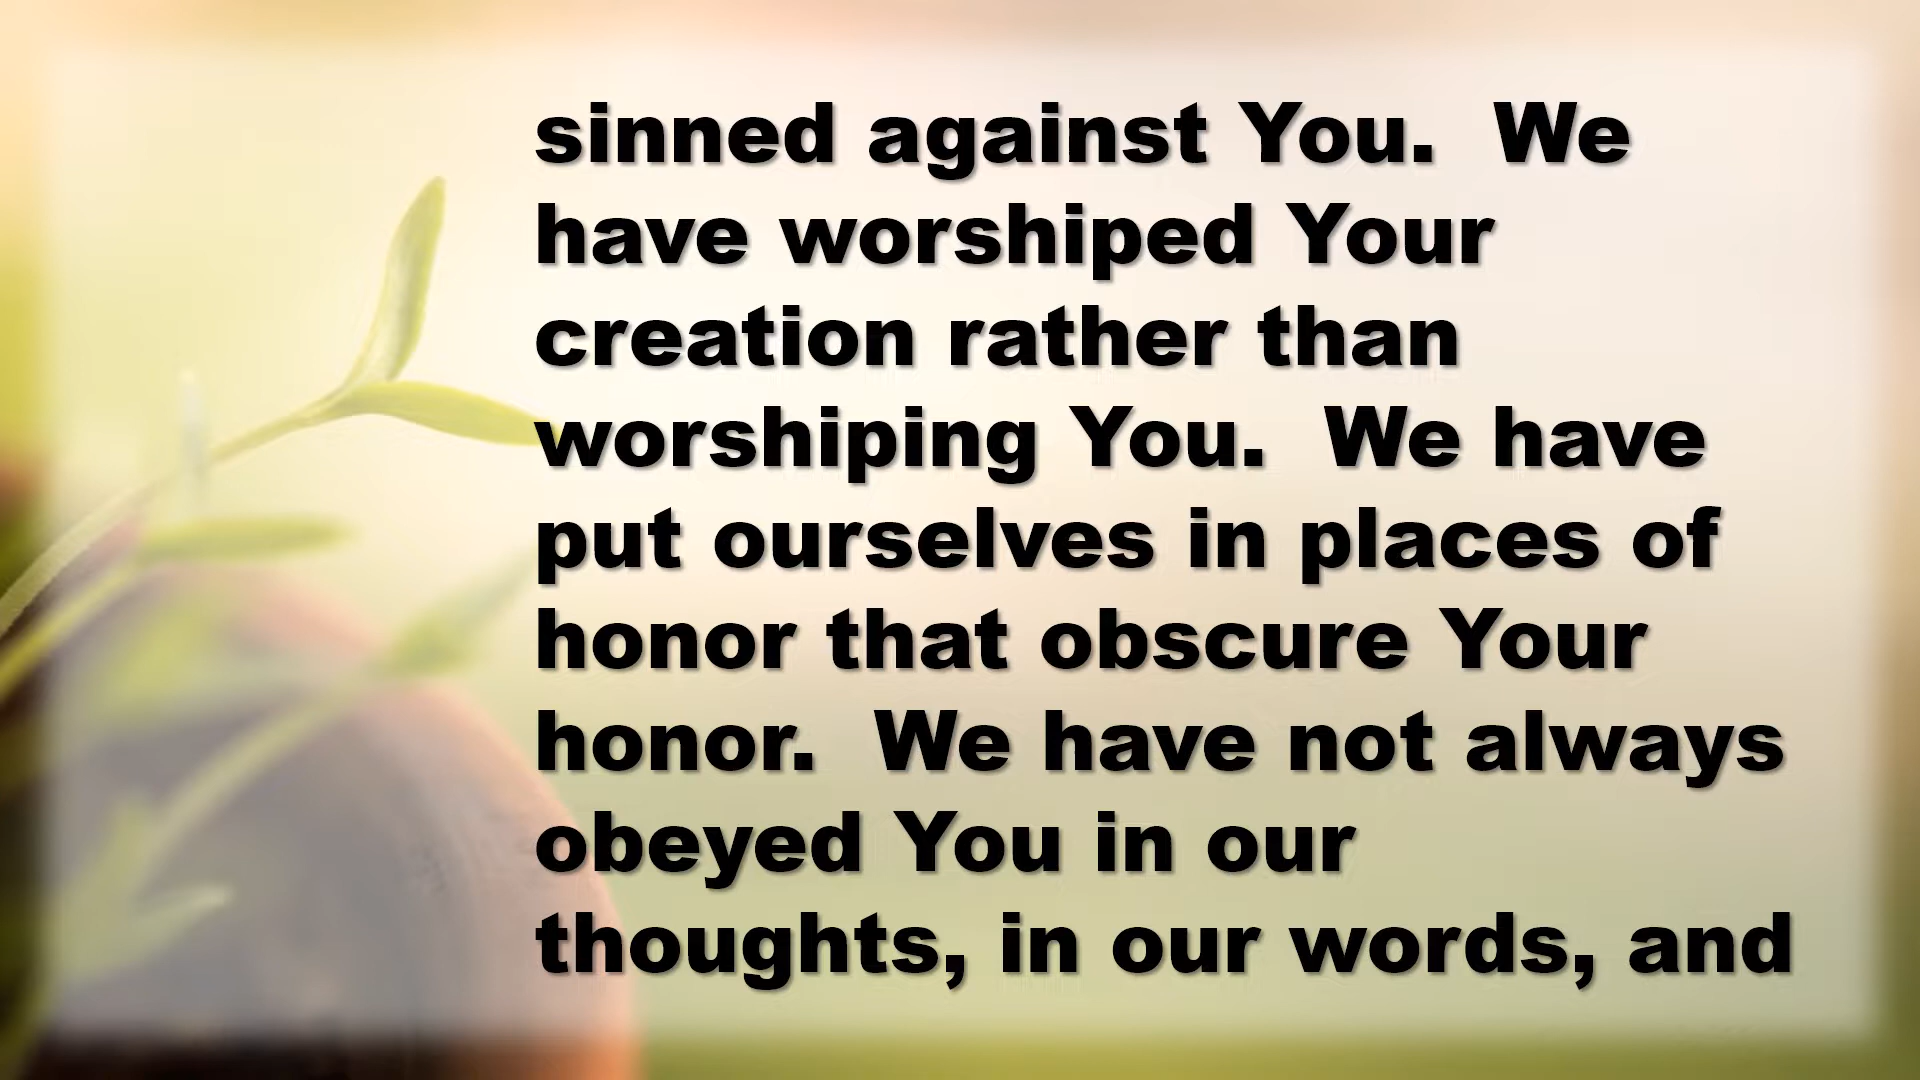 sinned against You.  We
have worshiped Your
creation rather than
worshiping You.  We have
put ourselves in places of
honor that obscure Your
honor.  We have not always
obeyed You in our
thoughts, in our words, and